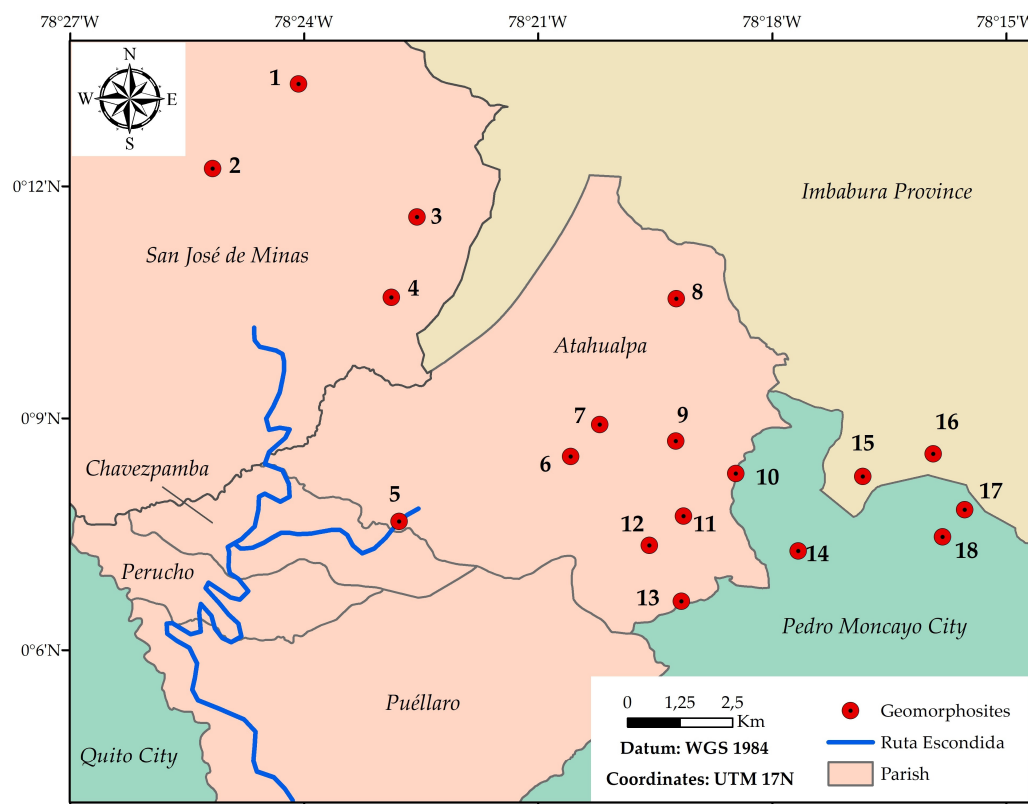 78°27'W 78°24'W 78°21'W 78°18'W 78°15'W
N
W E
S
1
2
0°12'N
Imbabura Province
3
San José de Minas
4
8
Atahualpa
7 9
0°9'N
16
15
6
Chavezpamba
10
5
17
12 11
18
14
Perucho
13
Pedro Moncayo City
0°6'N
Puéllaro
Quito City
0 1,25 2,5
Km
Datum: WGS 1984
Coordinates: UTM 17N
Geomorphosites
Ruta Escondida
Parish